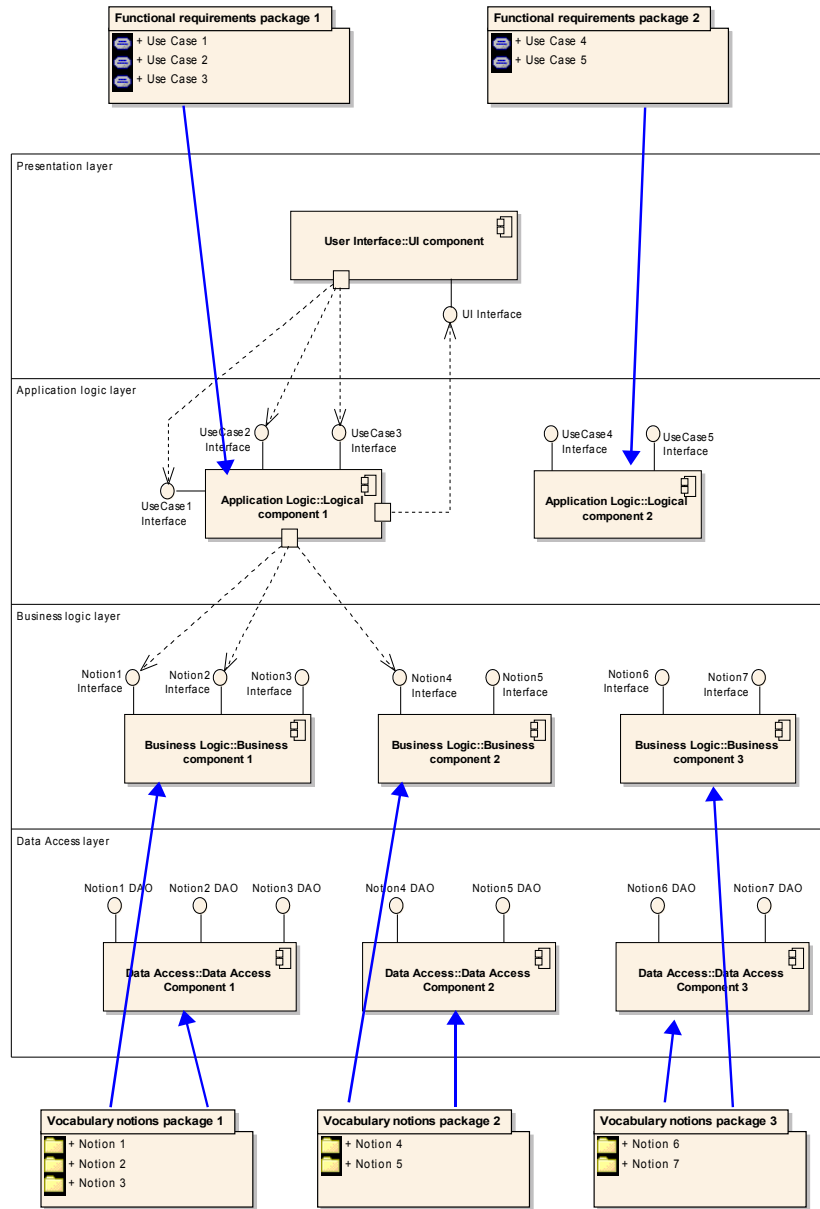 Functional requirements package 1
+ Use Case 1
+ Use Case 2
+ Use Case 3
Functional requirements package 2
+ Use Case 4
+ Use Case 5
Presentation layer
User Interface::UI component
UI Interface
Application logic layer
UseCase2
Interface
UseCase3
Interface
UseCase4
Interface
UseCase5
Interface
UseCase1
Interface
Application Logic::Logical
component 1
Application Logic::Logical
component 2
Business logic layer
Notion1
Interface
Notion2
Interface
Notion3
Interface
Notion4
Interface
Notion5
Interface
Notion6
Interface
Notion7
Interface
Business Logic::Business
component 1
Business Logic::Business
component 2
Business Logic::Business
component 3
Data Access layer
Notion1 DAO
Notion2 DAO
Notion3 DAO
Notion4 DAO
Notion5 DAO
Notion6 DAO
Notion7 DAO
Data Access::Data Access
Component 1
Data Access::Data Access
Component 2
Data Access::Data Access
Component 3
Vocabulary notions package 1
+ Notion 1
+ Notion 2
+ Notion 3
Vocabulary notions package 2
+ Notion 4
+ Notion 5
Vocabulary notions package 3
+ Notion 6
+ Notion 7